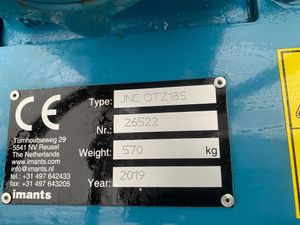 CE
Type: JNC OTZ185
Nr.: 26522
Weight: 570 kg
Year: 2019
Turnhoutseweg 29
5541 NV Reusel
The Netherlands
www.imants.com
info@imants.nl
tel: +31 497 642433
fax: +31 497 643205
imants